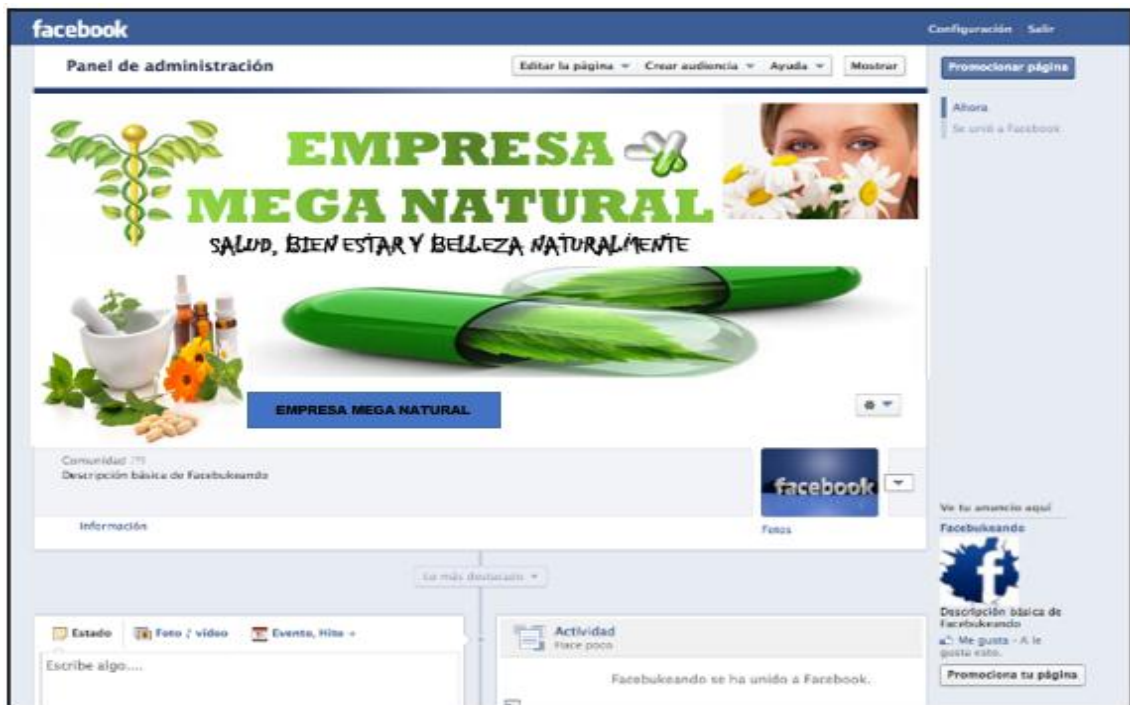 facebook
Configuración Salir
Panel de administración
Editar la página Crear audiencia Ayuda Mostrar
Promocionar página
Ahora
Se unió a Facebook
EMPRESA
MEGA NATURAL
SALUD, BIEN ESTAR Y BELLEZA NATURALMENTE
EMPRESA MEGA NATURAL
Comunidad
Descripción básica de Facebukeando
facebook
Información
Fotos
Lo más destacado
Ve tu anuncio aquí
Facebukeando
f
Descripción básica de
Facebukeando
Me gusta - A le
gusta esto.
Promociona tu página
Estado Foto / vídeo Evento, Hito +
Escribe algo....
Actividad
Hace poco
Facebukeando se ha unido a Facebook.